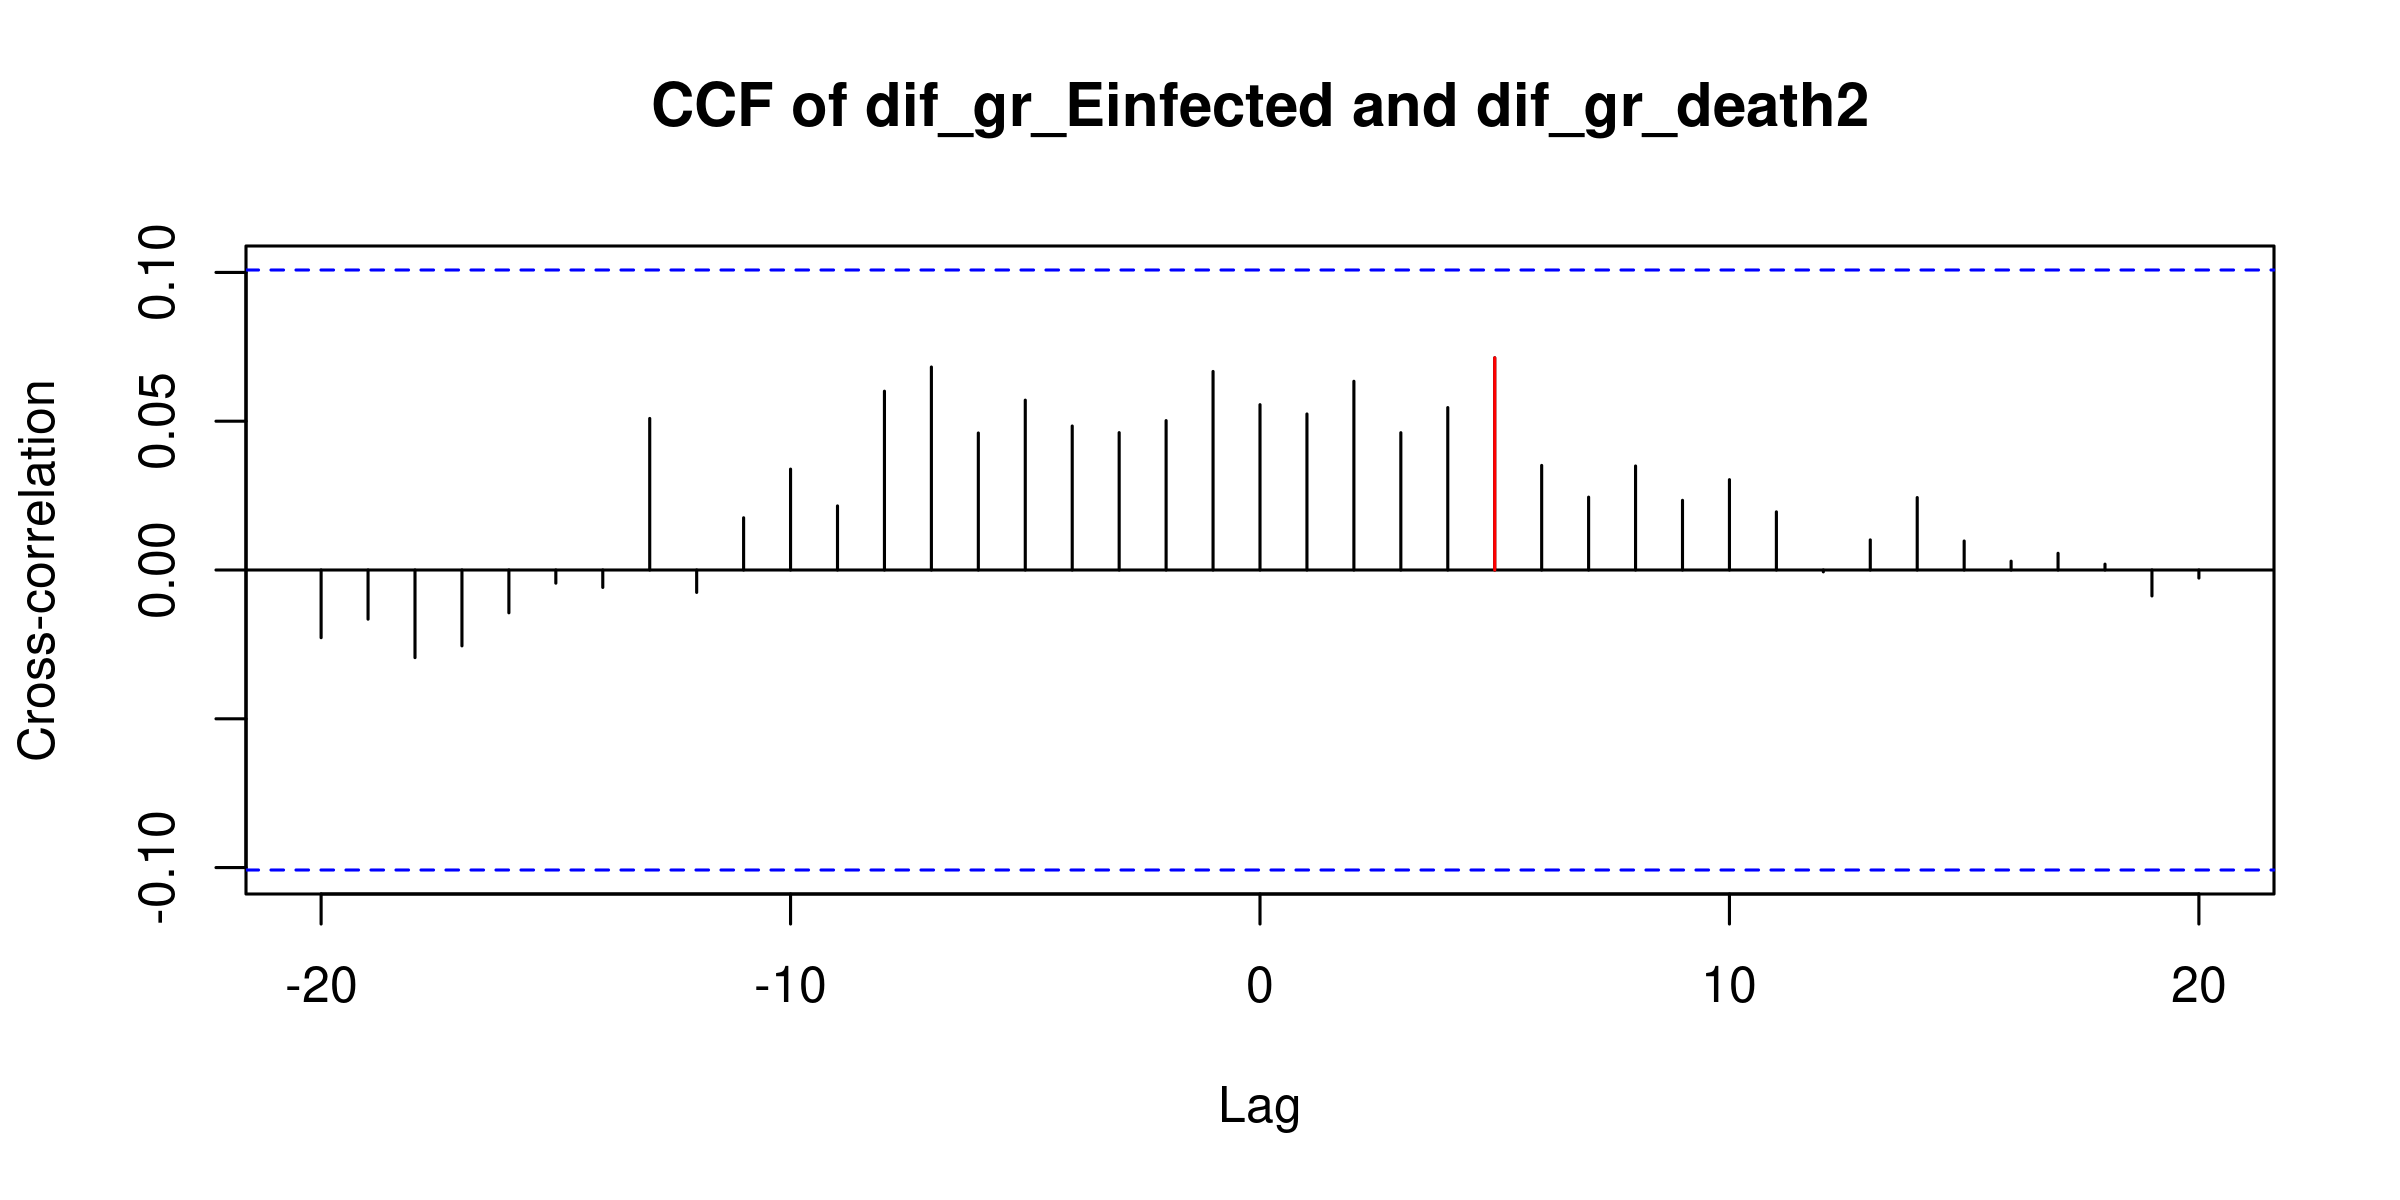 CCF of dif_gr_Einfected and dif_gr_death2
Cross-correlation
0.10
0.05
0.00
-0.10
-20 -10 0 10 20
Lag